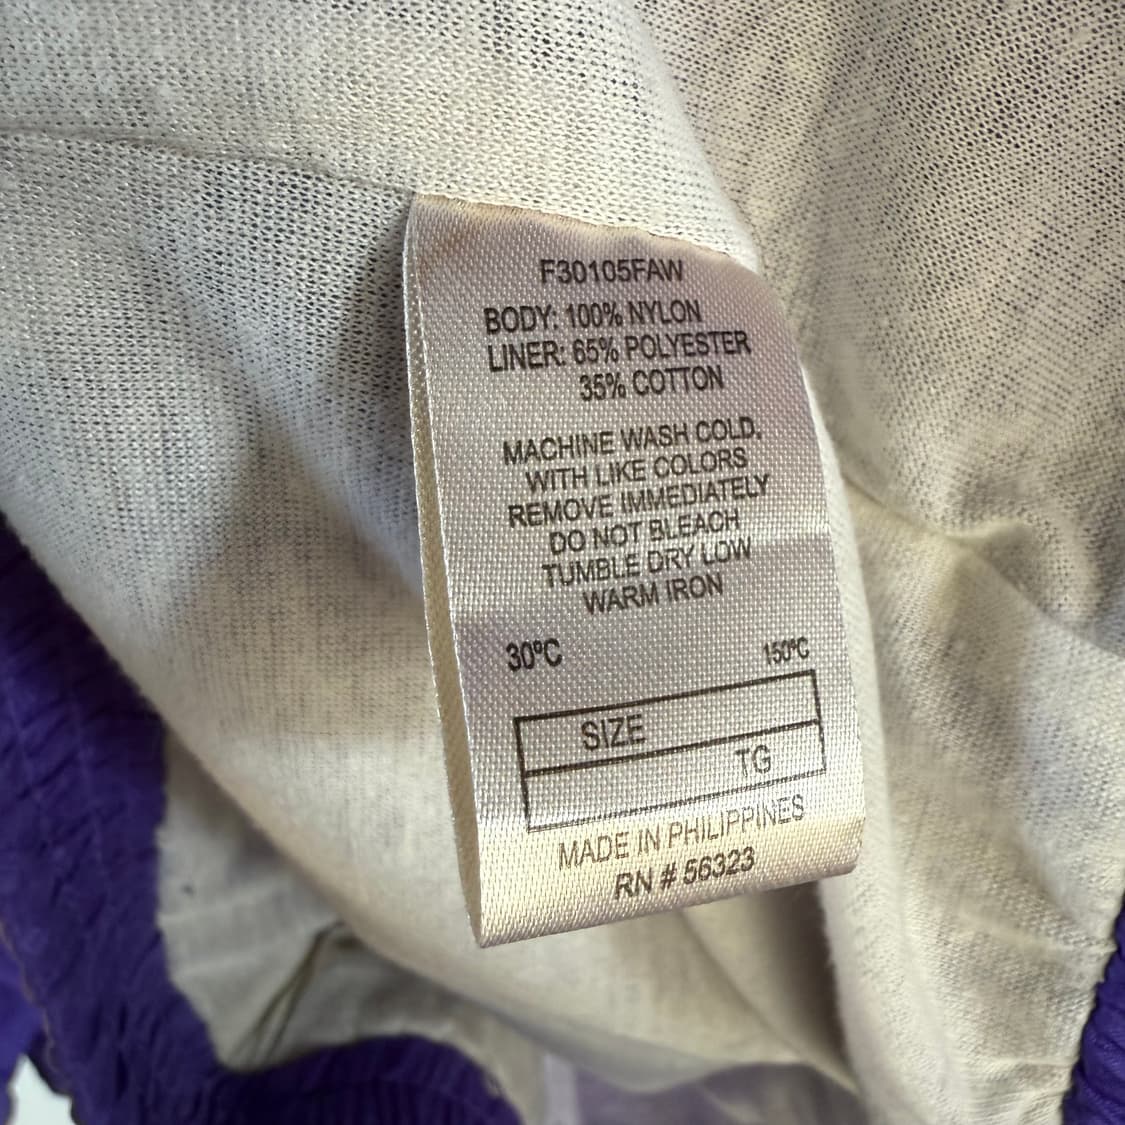 F30105FAW
BODY: 100% NYLON
LINER: 65% POLYESTER
35% COTTON
MACHINE WASH COLD,
WITH LIKE COLORS
REMOVE IMMEDIATELY
DO NOT BLEACH
TUMBLE DRY LOW
WARM IRON
30°C 150°C
SIZE
TG
MADE IN PHILIPPINES
RN # 56323